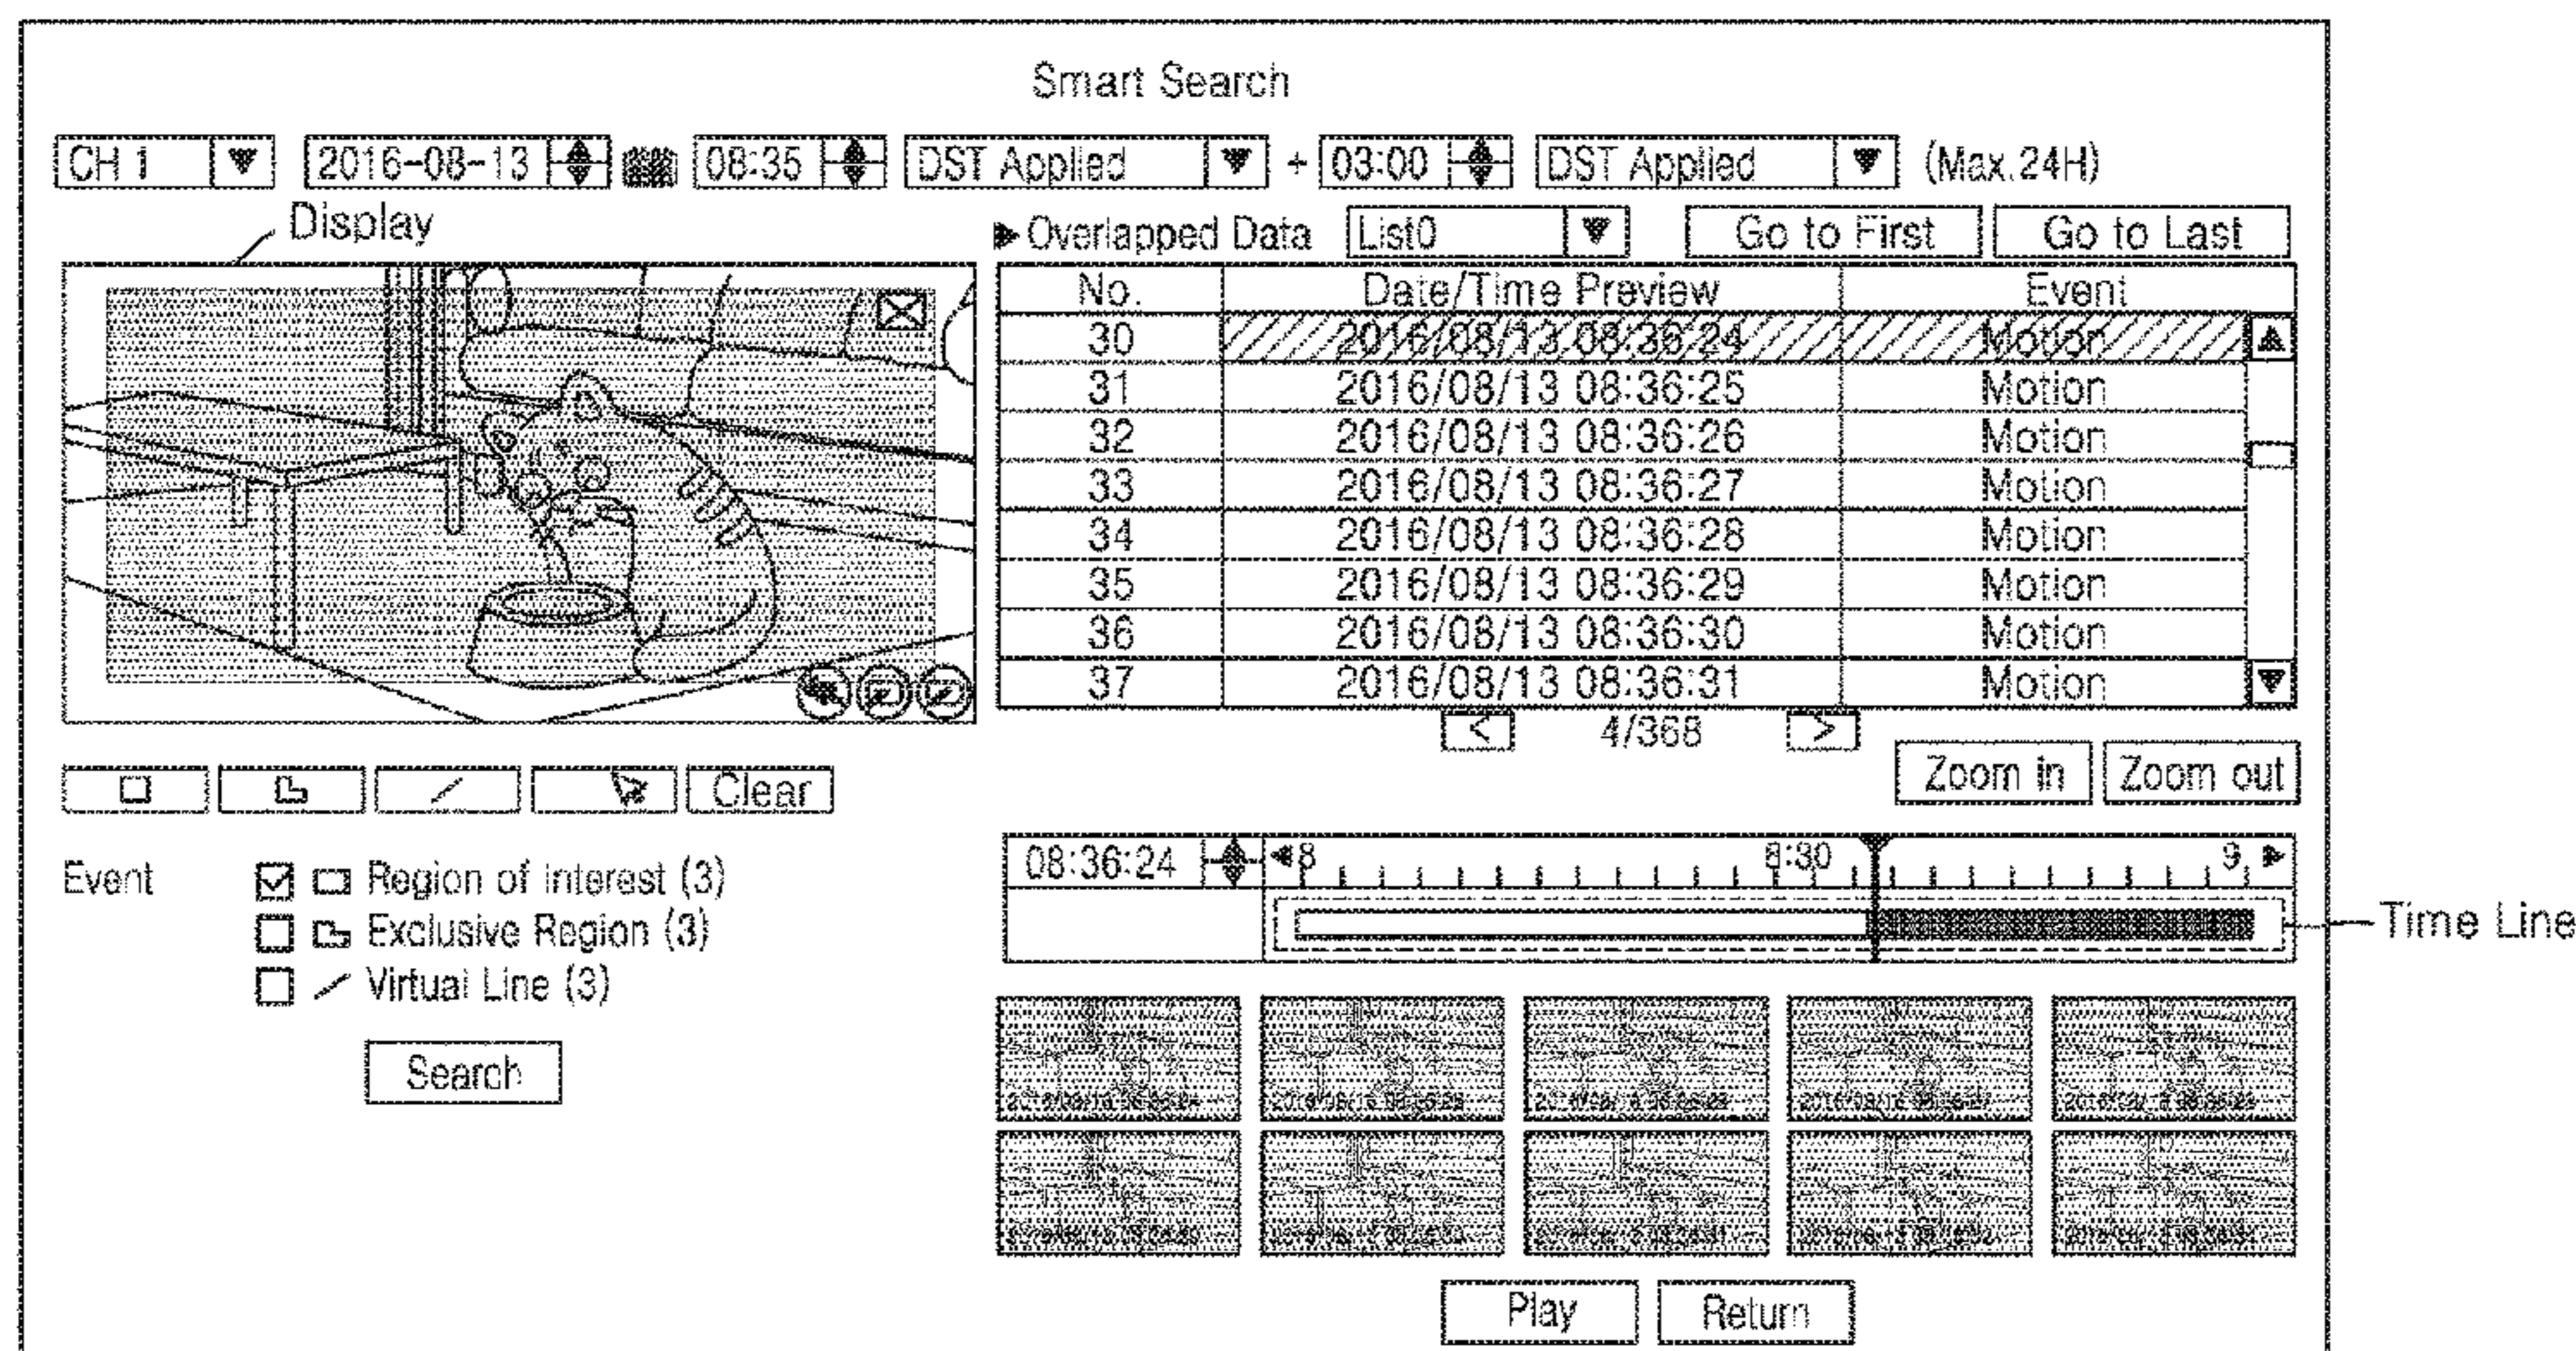 Smart Search
CH 1 2016-08-13 08:35 DST Applied + 03:00 DST Applied (Max.24H)
Display
Overlapped Data List0 Go to First Go to Last
No. Date/Time Preview Event
30 2016/08/13 08:36:24 Motion
31 2016/08/13 08:36:25 Motion
32 2016/08/13 08:36:26 Motion
33 2016/08/13 08:36:27 Motion
34 2016/08/13 08:36:28 Motion
35 2016/08/13 08:36:29 Motion
36 2016/08/13 08:36:30 Motion
37 2016/08/13 08:36:31 Motion
< 4/368 >
Zoom in Zoom out
Clear
08:36:24 8 8:30 9
Time Line
Event Region of interest (3)
Exclusive Region (3)
Virtual Line (3)
Search
Play Return